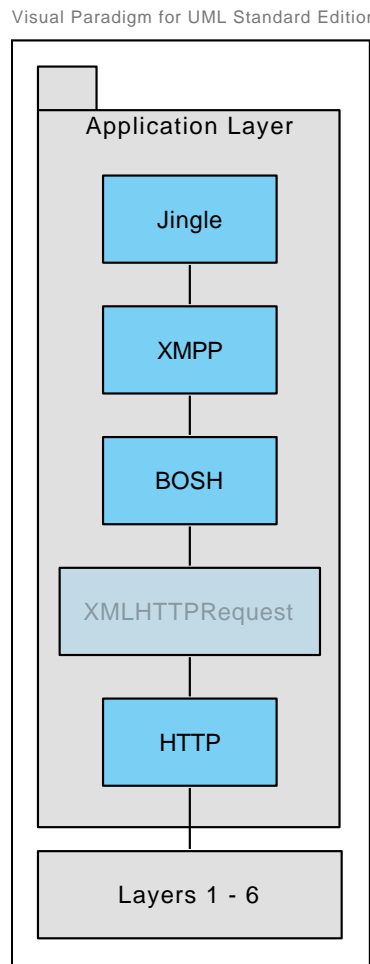 Visual Paradigm for UML Standard Edition
Application Layer
Jingle
XMPP
BOSH
XMLHTTPRequest
HTTP
Layers 1 - 6